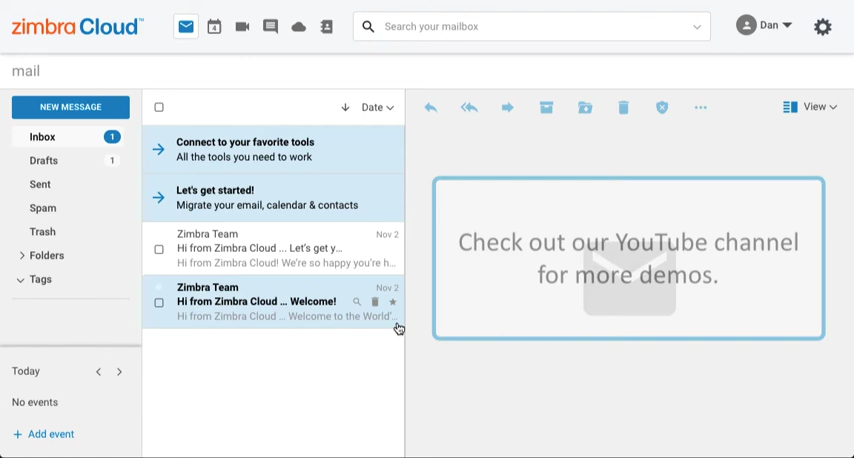 zimbra Cloud™
4
Search your mailbox
Dan
mail
NEW MESSAGE
Inbox 1
Drafts 1
Sent
Spam
Trash
Folders
Tags
Today
No events
+ Add event
Date
Connect to your favorite tools
All the tools you need to work
Let's get started!
Migrate your email, calendar & contacts
Zimbra Team Nov 2
Hi from Zimbra Cloud ... Let's get y...
Hi from Zimbra Cloud! We're so happy you're h...
Zimbra Team Nov 2
Hi from Zimbra Cloud ... Welcome!
Hi from Zimbra Cloud ... Welcome to the World'...
View
Check out our YouTube channel
for more demos.